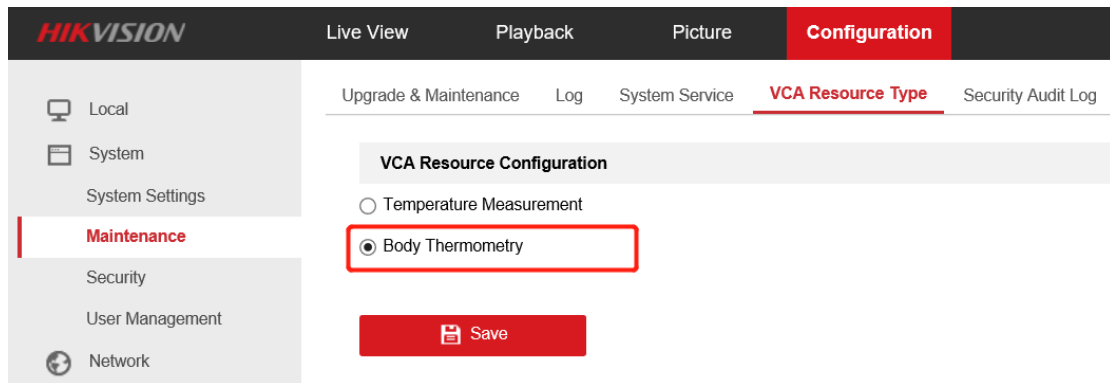 HIKVISION
Live View Playback Picture Configuration
Upgrade & Maintenance Log System Service VCA Resource Type Security Audit Log
Local
System
System Settings
Maintenance
Security
User Management
Network
VCA Resource Configuration
Temperature Measurement
Body Thermometry
Save